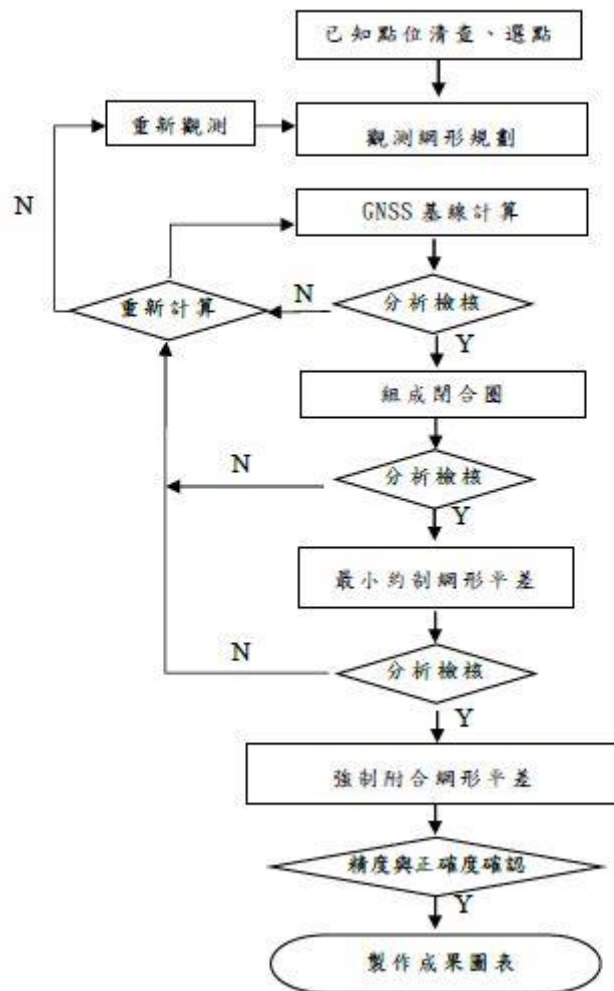 已知點位清查、選點
重新觀測
觀測網形規劃
N
GNSS 基線計算
重新計算
N
分析檢核
Y
組成閉合圈
N
分析檢核
Y
最小約制網形平差
N
分析檢核
Y
強制附合網形平差
精度與正確度確認
Y
製作成果圖表